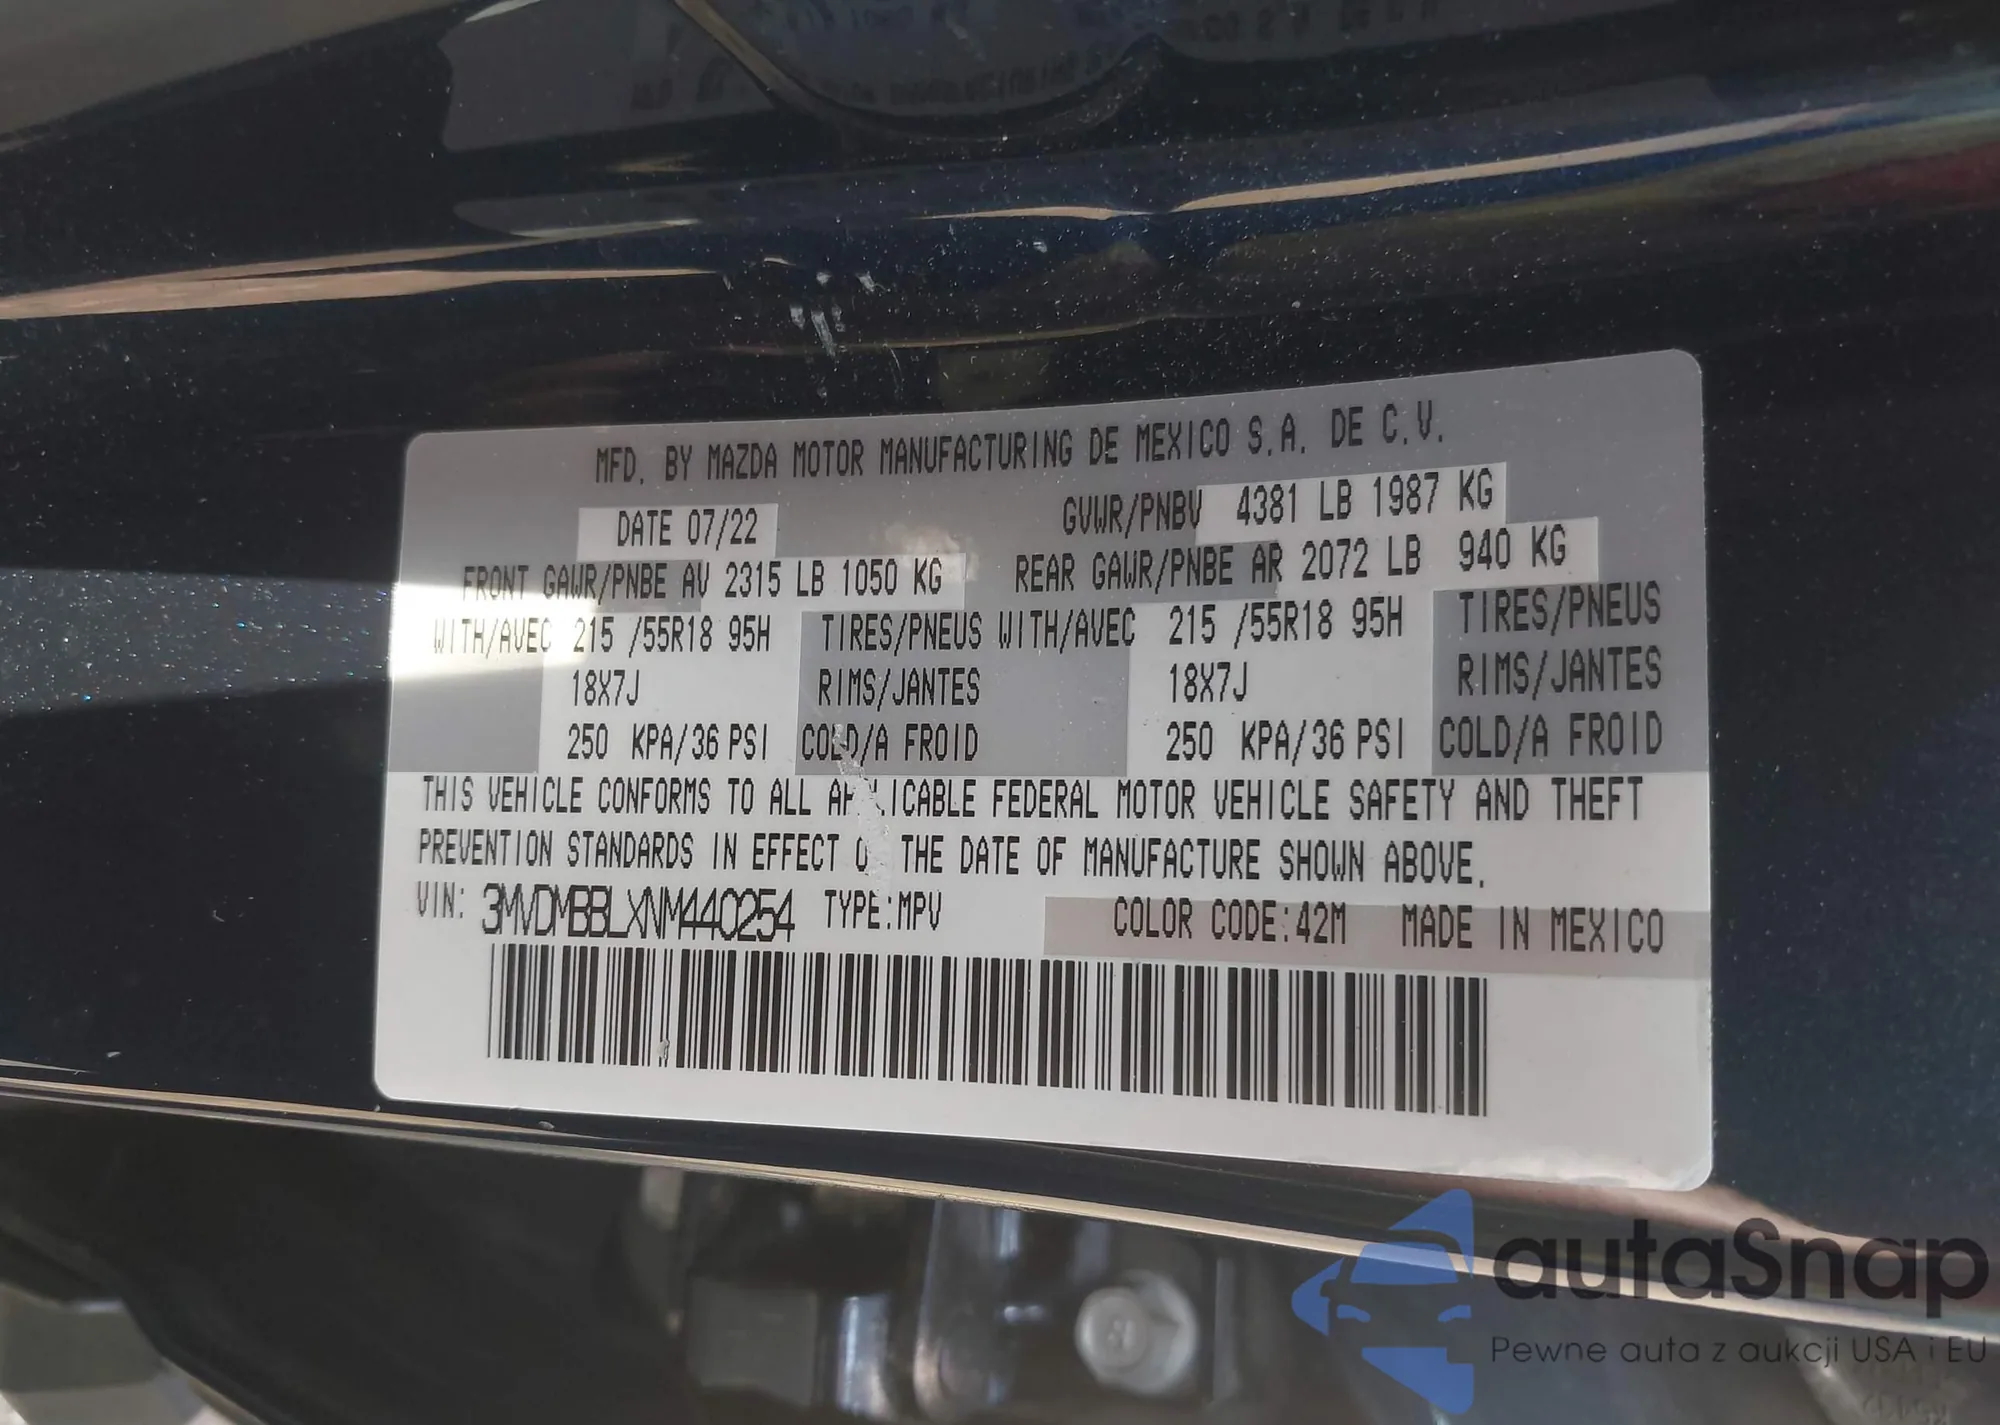 MFD. BY MAZDA MOTOR MANUFACTURING DE MEXICO S.A. DE C.V.
DATE 07/22 GVWR/PNBV 4381 LB 1987 KG
FRONT GAWR/PNBE AV 2315 LB 1050 KG REAR GAWR/PNBE AR 2072 LB 940 KG
WITH/AVEC 215 /55R18 95H TIRES/PNEUS WITH/AVEC 215 /55R18 95H TIRES/PNEUS
18X7J RIMS/JANTES 18X7J RIMS/JANTES
250 KPA/36 PSI COLD/A FROID 250 KPA/36 PSI COLD/A FROID
THIS VEHICLE CONFORMS TO ALL APPLICABLE FEDERAL MOTOR VEHICLE SAFETY AND THEFT
PREVENTION STANDARDS IN EFFECT ON THE DATE OF MANUFACTURE SHOWN ABOVE.
VIN: 3MVDMBBLXNM440254 TYPE:MPV COLOR CODE:42M MADE IN MEXICO
autaSnap
Pewne auta z aukcji USA i EU